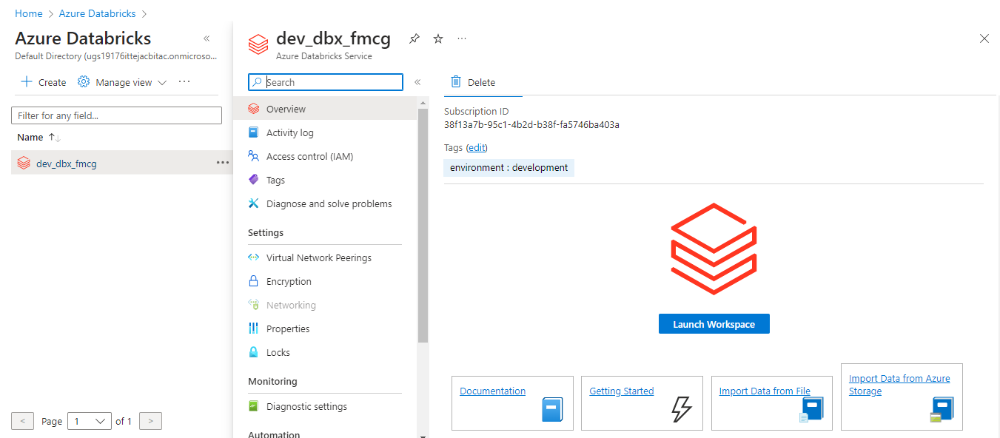 Home > Azure Databricks >
Azure Databricks
«
Default Directory (ugs19176ittejacbitac.onmicroso...
Create
Manage view
...
Filter for any field...
Name
dev_dbx_fmcg
...
<
Page
1
of 1
>
dev_dbx_fmcg
...
Azure Databricks Service
Search
«
Overview
Activity log
Access control (IAM)
Tags
Diagnose and solve problems
Settings
Virtual Network Peerings
Encryption
Networking
Properties
Locks
Monitoring
Diagnostic settings
Automation
Delete
Subscription ID
38f13a7b-95c1-4b2d-b38f-fa5746ba403a
Tags (edit)
environment : development
Launch Workspace
Documentation
Getting Started
Import Data from File
Import Data from Azure
Storage